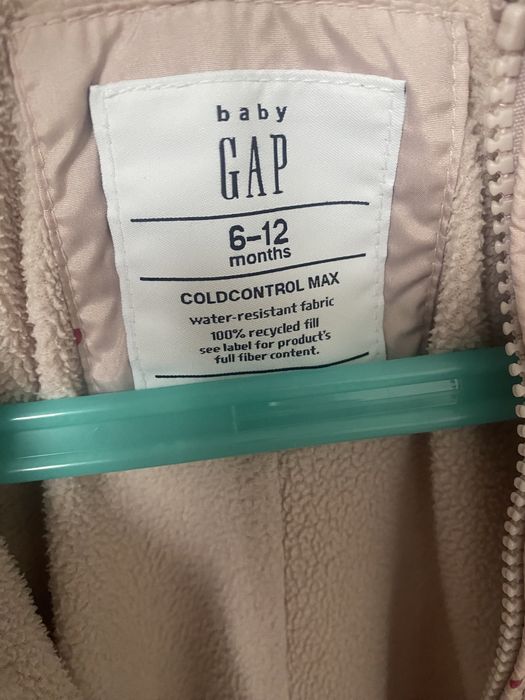 baby
GAP
6-12
months
COLDCONTROL MAX
water-resistant fabric
100% recycled fill
see label for product's
full fiber content.